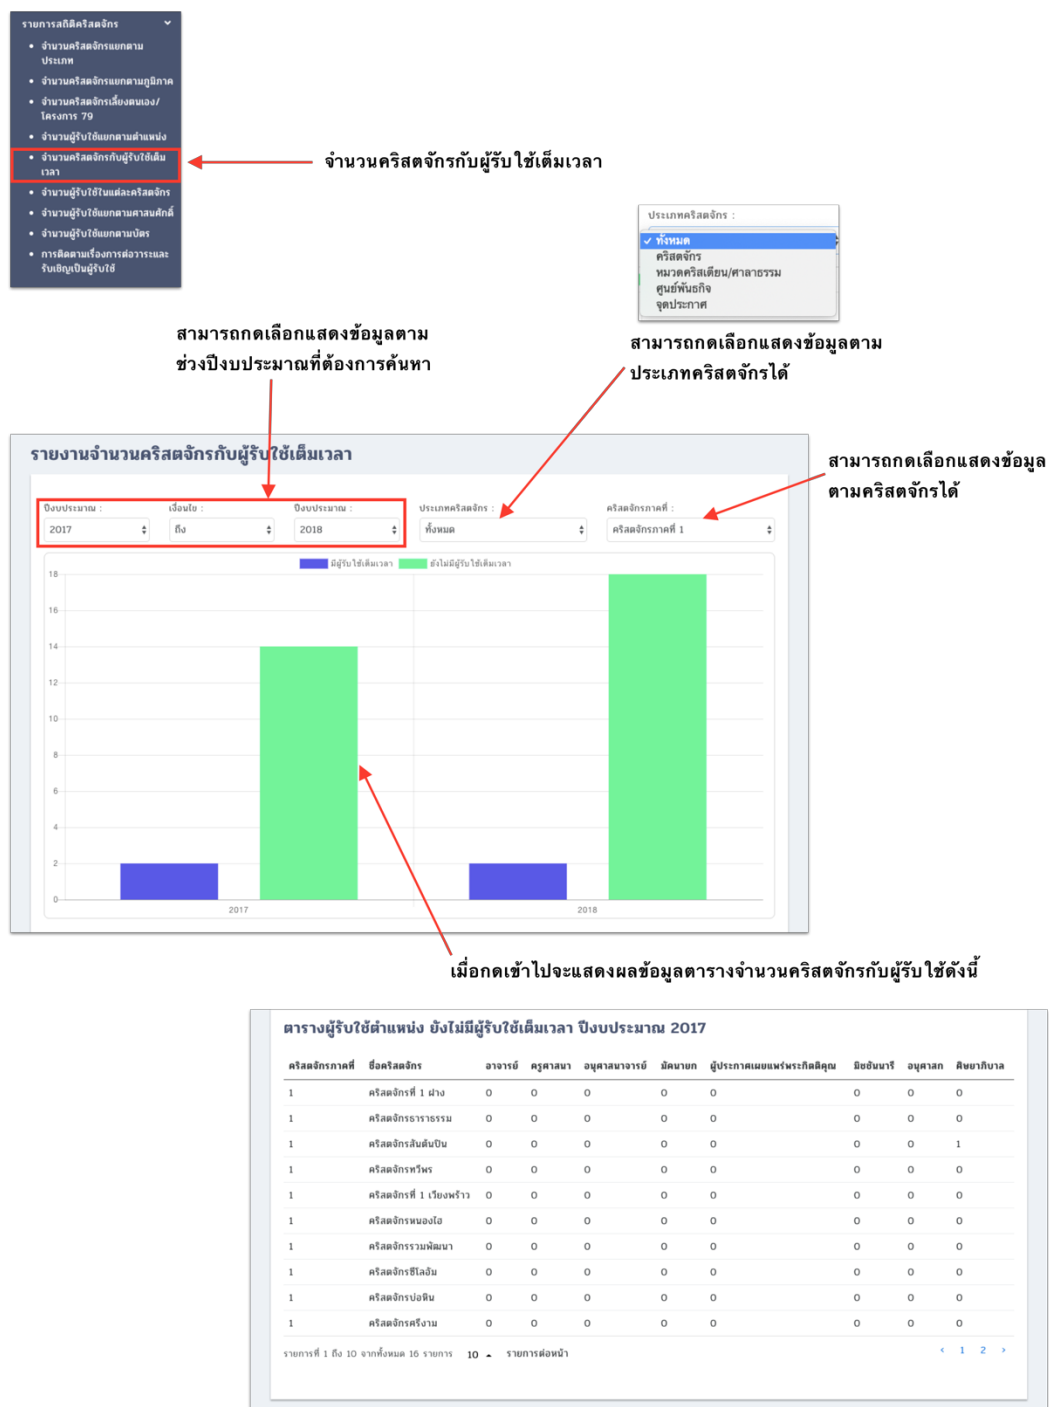 รายการสถิติคริสตจักร
จำนวนคริสตจักรแยกตาม
ประเภท
จำนวนคริสตจักรแยกตามภูมิภาค
จำนวนคริสตจักรเลี้ยงตนเอง/
โครงการ 79
จำนวนผู้รับใช้แยกตามตำแหน่ง
จำนวนคริสตจักรกับผู้รับใช้เต็ม
เวลา
จำนวนผู้รับใช้ในแต่ละคริสตจักร
จำนวนผู้รับใช้แยกตามศาสนศักดิ์
จำนวนผู้รับใช้แยกตามบัตร
การติดตามเรื่องการต่อวาระและ
รับเชิญเป็นผู้รับใช้
จำนวนคริสตจักรกับผู้รับใช้เต็มเวลา
ประเภทคริสตจักร :
✓ ทั้งหมด
คริสตจักร
หมวดคริสเตียน/ศาลาธรรม
ศูนย์พันธกิจ
จุดประกาศ
สามารถกดเลือกแสดงข้อมูลตาม
ช่วงปีงบประมาณที่ต้องการค้นหา
สามารถกดเลือกแสดงข้อมูลตาม
ประเภทคริสตจักรได้
สามารถกดเลือกแสดงข้อมูล
ตามคริสตจักรได้
รายงานจำนวนคริสตจักรกับผู้รับใช้เต็มเวลา
ปีงบประมาณ : เงื่อนไข : ปีงบประมาณ : ประเภทคริสตจักร : คริสตจักรภาคที่ :
2017 ถึง 2018 ทั้งหมด คริสตจักรภาคที่ 1
มีผู้รับใช้เต็มเวลา ยังไม่มีผู้รับใช้เต็มเวลา
18
16
14
12
10
8
6
4
2
0
2017 2018
เมื่อกดเข้าไปจะแสดงผลข้อมูลตารางจำนวนคริสตจักรกับผู้รับใช้ดังนี้
ตารางผู้รับใช้ตำแหน่ง ยังไม่มีผู้รับใช้เต็มเวลา ปีงบประมาณ 2017
คริสตจักรภาคที่ ชื่อคริสตจักร อาจารย์ ครูศาสนา อนุศาสนาจารย์ มัคนายก ผู้ประกาศเผยแพร่พระกิตติคุณ มิชชันนารี อนุศาสก ศิษยาภิบาล
1 คริสตจักรที่ 1 ฝาง 0 0 0 0 0 0 0 0
1 คริสตจักรธาราธรรม 0 0 0 0 0 0 0 0
1 คริสตจักรสันต้นปิน 0 0 0 0 0 0 0 1
1 คริสตจักรทวีพร 0 0 0 0 0 0 0 0
1 คริสตจักรที่ 1 เวียงพร้าว 0 0 0 0 0 0 0 0
1 คริสตจักรหนองไฮ 0 0 0 0 0 0 0 0
1 คริสตจักรรวมพัฒนา 0 0 0 0 0 0 0 0
1 คริสตจักรซีโลอัม 0 0 0 0 0 0 0 0
1 คริสตจักรบ่อหิน 0 0 0 0 0 0 0 0
1 คริสตจักรศรีงาม 0 0 0 0 0 0 0 0
รายการที่ 1 ถึง 10 จากทั้งหมด 16 รายการ 10 รายการต่อหน้า ‹ 1 2 ›